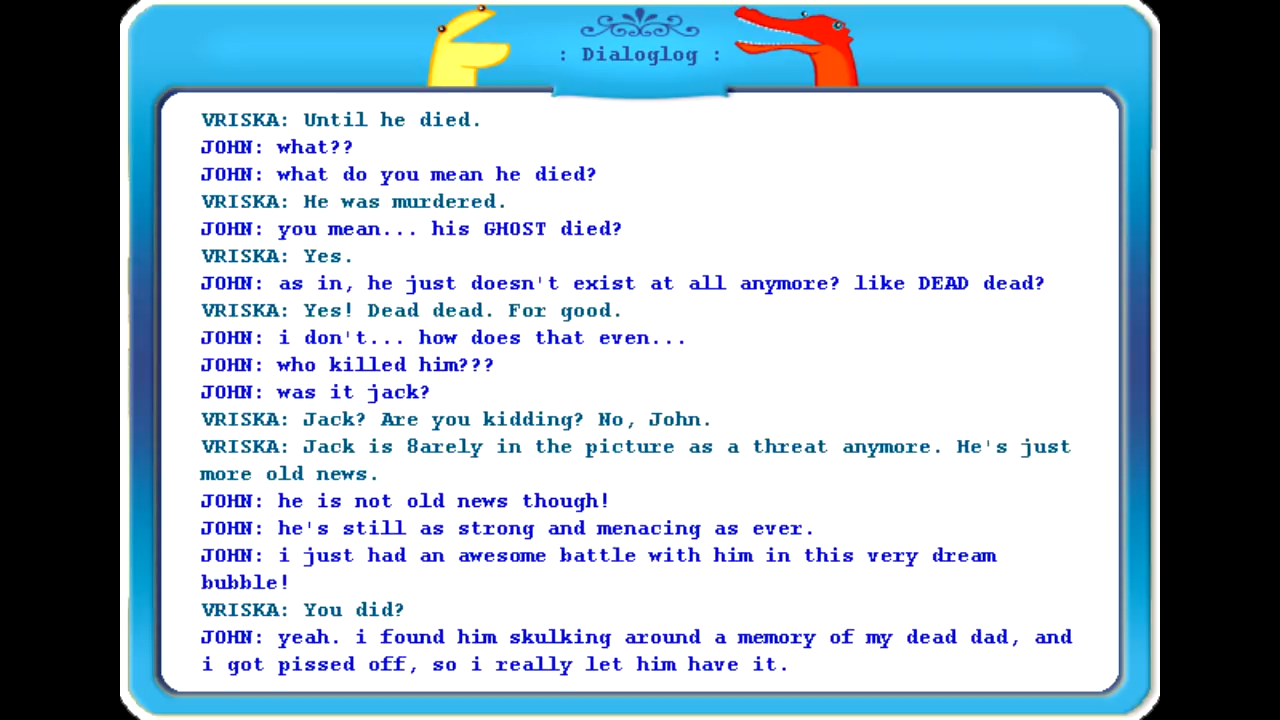 : Dialoglog :
VRISKA: Until he died.
JOHN: what??
JOHN: what do you mean he died?
VRISKA: He was murdered.
JOHN: you mean... his GHOST died?
VRISKA: Yes.
JOHN: as in, he just doesn't exist at all anymore? like DEAD dead?
VRISKA: Yes! Dead dead. For good.
JOHN: i don't... how does that even...
JOHN: who killed him???
JOHN: was it jack?
VRISKA: Jack? Are you kidding? No, John.
VRISKA: Jack is 8arely in the picture as a threat anymore. He's just
more old news.
JOHN: he is not old news though!
JOHN: he's still as strong and menacing as ever.
JOHN: i just had an awesome battle with him in this very dream
bubble!
VRISKA: You did?
JOHN: yeah. i found him skulking around a memory of my dead dad, and
i got pissed off, so i really let him have it.